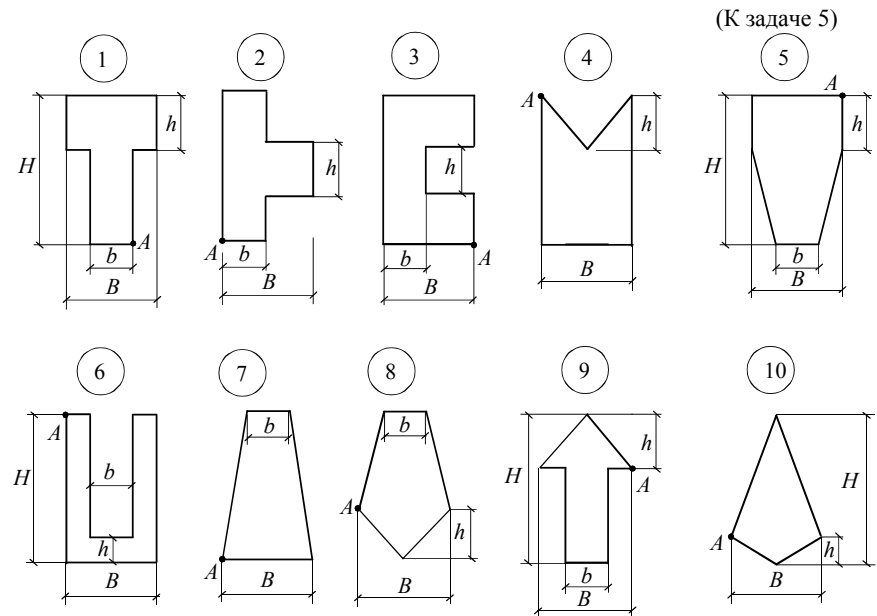 (К задаче 5)
1 2 3 4 5
H h b B A
A h b B
h b B A
A h B
A H h b B
6 7 8 9 10
A H b h B
b A B
b A h B
H h A b B
H A h B